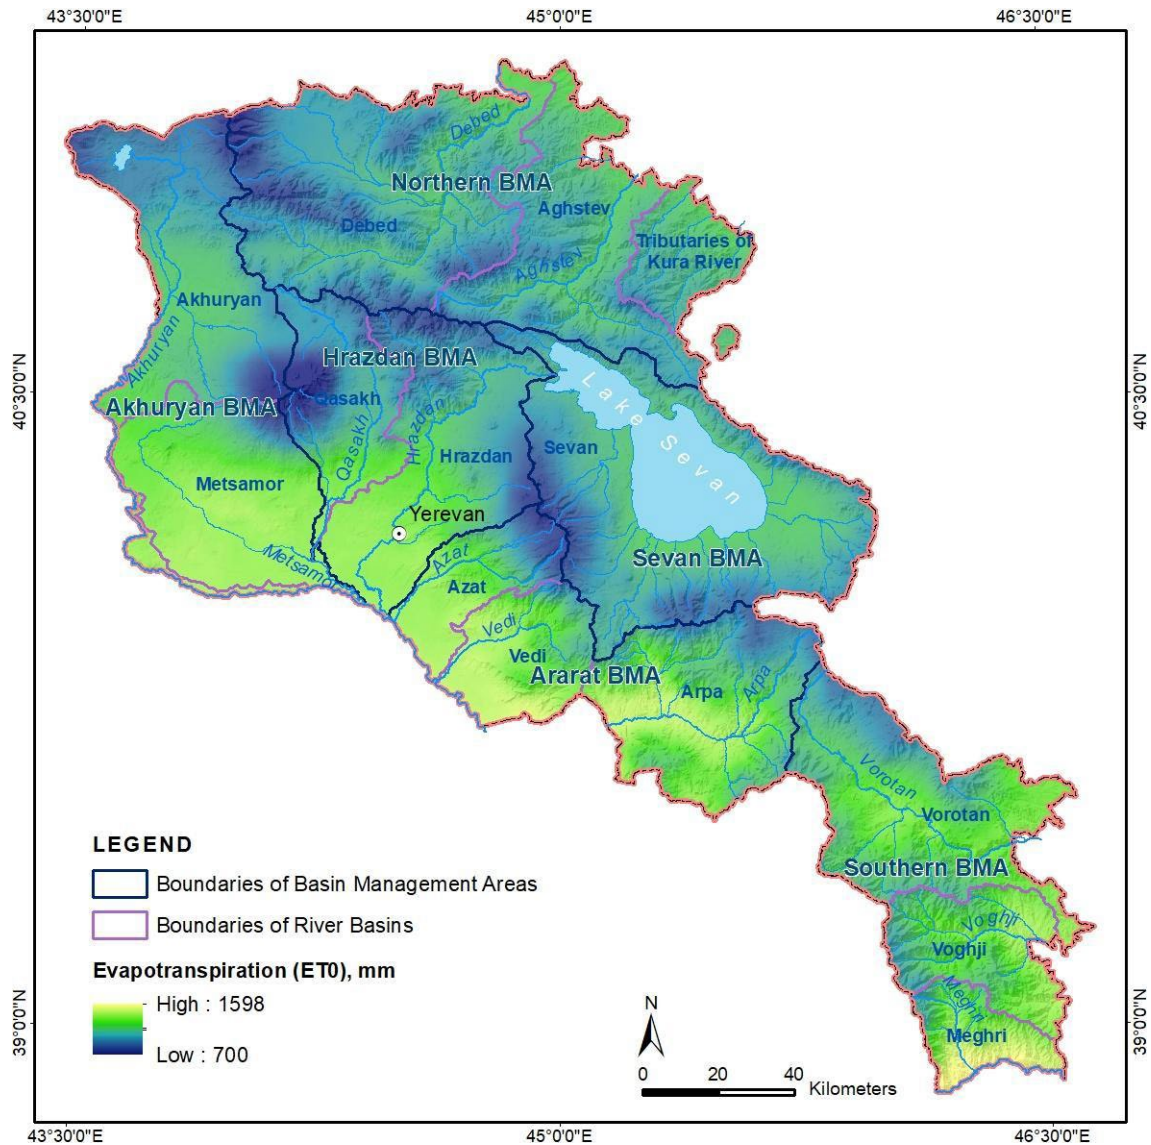 43°30'0"E
45°0'0"E
46°30'0"E
Debed
Northern BMA
Aghstev
Debed
Tributaries of
Kura River
Aghstev
Akhuryan
Akhuryan
Hrazdan BMA
40°30'0"N
40°30'0"N
Lake Sevan
Qasakh
Akhuryan BMA
Hrazdan
Qasakh
Sevan
Hrazdan
Metsamor
Yerevan
Metsamor
Azat
Sevan BMA
Azat
Vedi
Vedi
Ararat BMA
Arpa
Arpa
Vorotan
Vorotan
LEGEND
Southern BMA
Boundaries of Basin Management Areas
Boundaries of River Basins
Voghji
Voghji
Evapotranspiration (ET0), mm
High : 1598
Low : 700
Meghri
Meghri
N
39°0'0"N
39°0'0"N
0 20 40
Kilometers
43°30'0"E
45°0'0"E
46°30'0"E